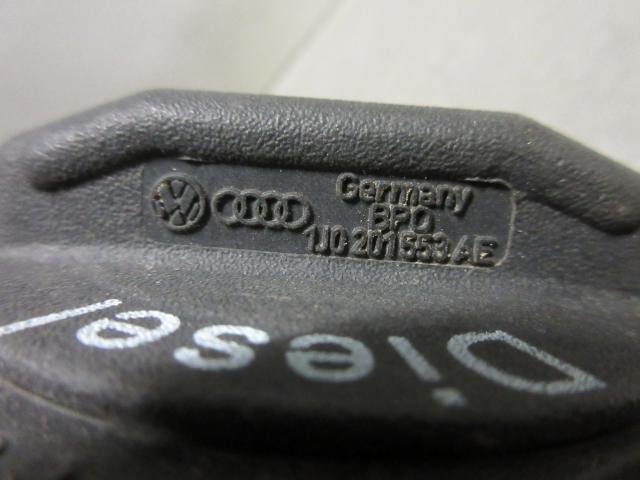 Germany
BPO
1J0 201 553 AE
Diesel